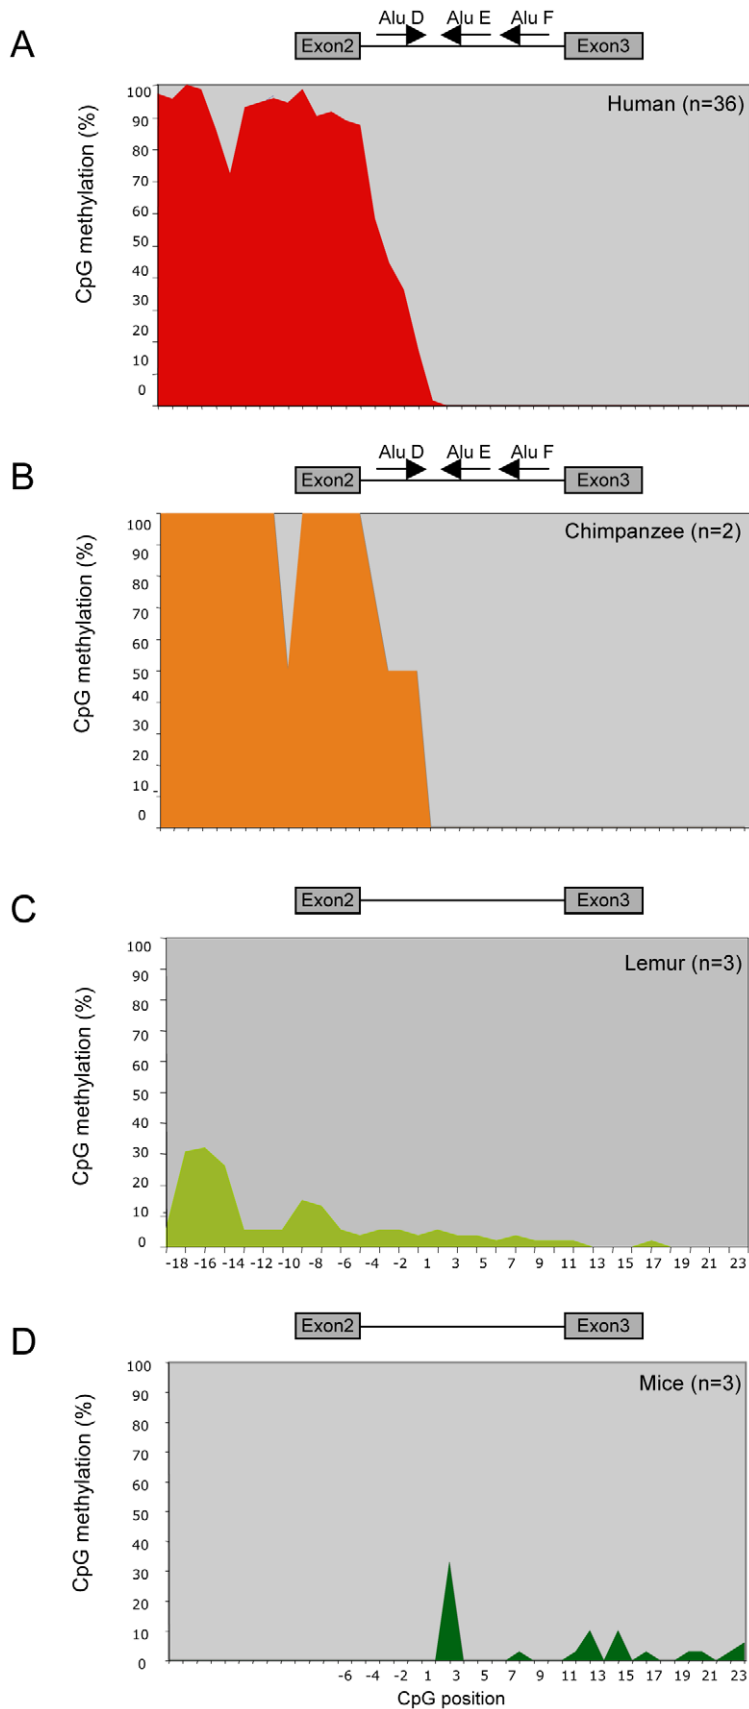 A
Alu D Alu E Alu F
Exon2 Exon3
Human (n=36)
CpG methylation (%)
100
90
80
70
60
50
40
30
20
10
0
B
Alu D Alu E Alu F
Exon2 Exon3
Chimpanzee (n=2)
CpG methylation (%)
100
90
80
70
60
50
40
30
20
10
0
C
Exon2 Exon3
Lemur (n=3)
CpG methylation (%)
100
90
80
70
60
50
40
30
20
10
0
-18 -16 -14 -12 -10 -8 -6 -4 -2 1 3 5 7 9 11 13 15 17 19 21 23
D
Exon2 Exon3
Mice (n=3)
CpG methylation (%)
100
90
80
70
60
50
40
30
20
10
0
-6 -4 -2 1 3 5 7 9 11 13 15 17 19 21 23
CpG position